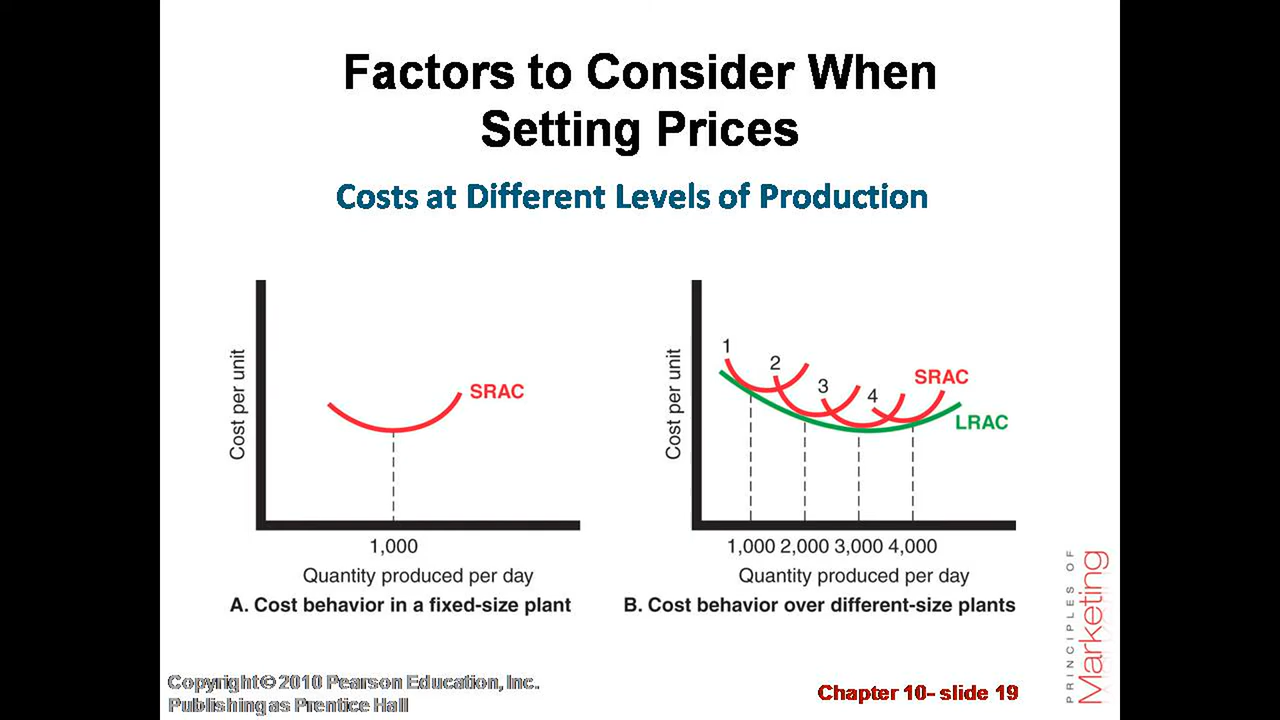 Factors to Consider When
Setting Prices
Costs at Different Levels of Production
Cost per unit
SRAC
1,000
Quantity produced per day
A. Cost behavior in a fixed-size plant
Cost per unit
1
2
3
4
SRAC
LRAC
1,000 2,000 3,000 4,000
Quantity produced per day
B. Cost behavior over different-size plants
PRINCIPLES OF
Marketing
Copyright © 2010 Pearson Education, Inc.
Publishing as Prentice Hall
Chapter 10- slide 19